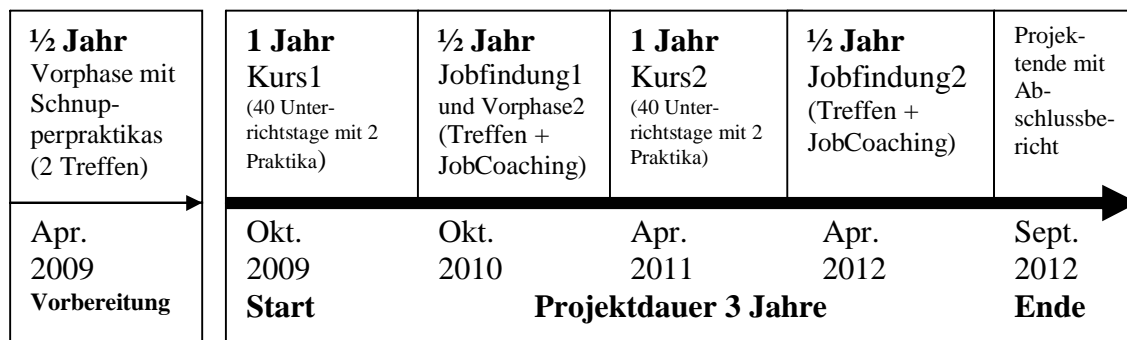 ½ Jahr
Vorphase mit
Schnup-
perpraktikas
(2 Treffen)
1 Jahr
Kurs1
(40 Unter-
richtstage mit 2
Praktika)
½ Jahr
Jobfindung1
und Vorphase2
(Treffen +
JobCoaching)
1 Jahr
Kurs2
(40 Unter-
richtstage mit 2
Praktika)
½ Jahr
Jobfindung2
(Treffen +
JobCoaching)
Projek-
tende mit
Ab-
schlussbe-
richt
Apr.
2009
Vorbereitung
Okt.
2009
Start
Okt.
2010
Apr.
2011
Apr.
2012
Projektdauer 3 Jahre
Sept.
2012
Ende